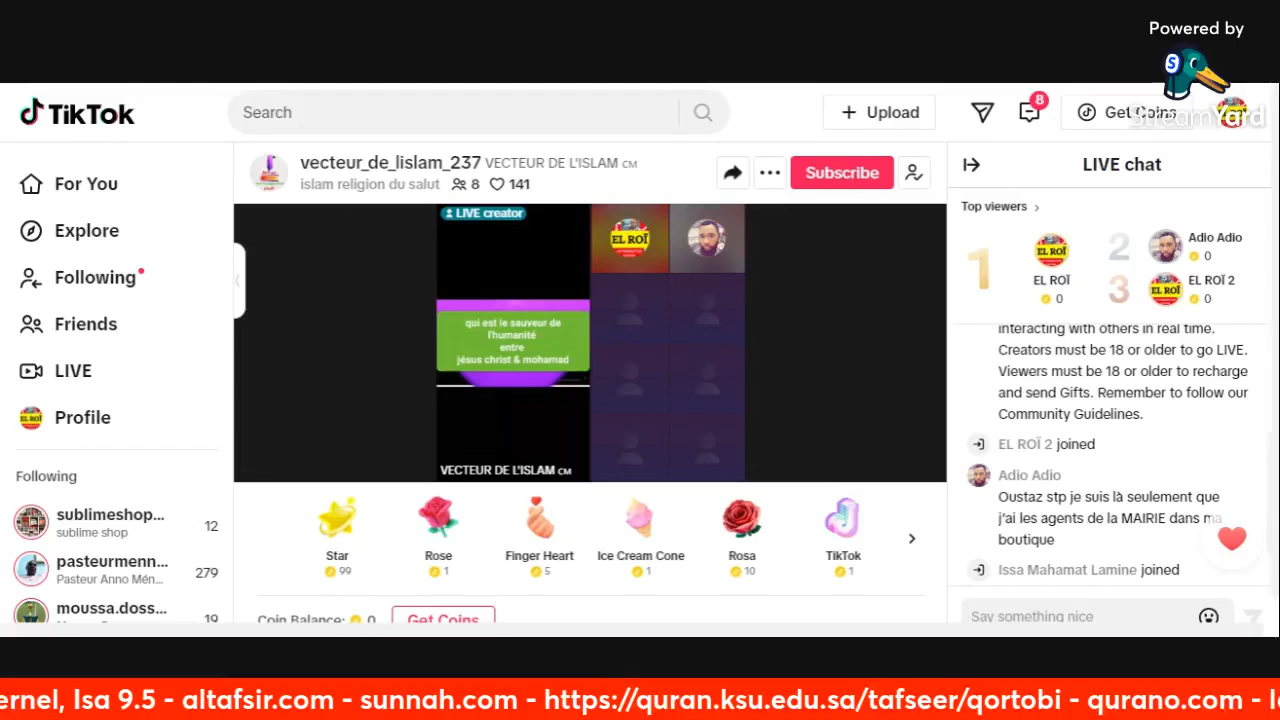 Powered by
StreamYard
TikTok
Search
Upload
8
Get Coins
For You
Explore
Following
Friends
LIVE
Profile
Following
sublimeshop...
sublime shop
12
pasteurmenn...
Pasteur Anno Mén...
279
moussa.doss...
19
vecteur_de_lislam_237 VECTEUR DE L'ISLAM CM
islam religion du salut 8 141
Subscribe
LIVE creator
EL ROÏ
qui est le sauveur de
l'humanité
entre
jésus christ & mohamad
VECTEUR DE L'ISLAM CM
Star
99
Rose
1
Finger Heart
5
Ice Cream Cone
1
Rosa
10
TikTok
1
Coin Balance: 0
Get Coins
LIVE chat
Top viewers
1
EL ROÏ
EL ROÏ
0
2
Adio Adio
0
3
EL ROÏ
EL ROÏ 2
0
interacting with others in real time.
Creators must be 18 or older to go LIVE.
Viewers must be 18 or older to recharge
and send Gifts. Remember to follow our
Community Guidelines.
EL ROÏ 2 joined
Adio Adio
Oustaz stp je suis là seulement que
j'ai les agents de la MAIRIE dans ma
boutique
Issa Mahamat Lamine joined
Say something nice
ernel, Isa 9.5 - altafsir.com - sunnah.com - https://quran.ksu.edu.sa/tafseer/qortobi - qurano.com -